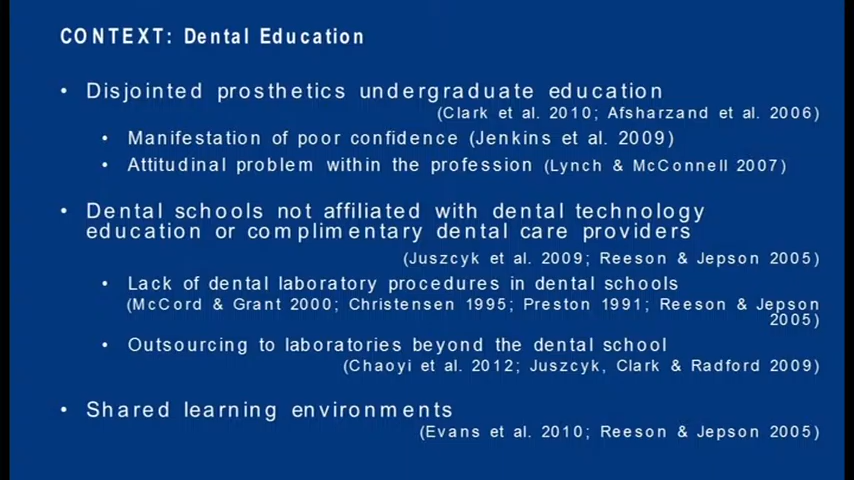 CONTEXT: Dental Education
• Disjointed prosthetics undergraduate education
(Clark et al. 2010; Afsharzand et al. 2006)
• Manifestation of poor confidence (Jenkins et al. 2009)
• Attitudinal problem within the profession (Lynch & McConnell 2007)
• Dental schools not affiliated with dental technology
education or complimentary dental care providers
(Juszcyk et al. 2009; Reeson & Jepson 2005)
• Lack of dental laboratory procedures in dental schools
(McCord & Grant 2000; Christensen 1995; Preston 1991; Reeson & Jepson
2005)
• Outsourcing to laboratories beyond the dental school
(Chaoyi et al. 2012; Juszcyk, Clark & Radford 2009)
• Shared learning environments
(Evans et al. 2010; Reeson & Jepson 2005)